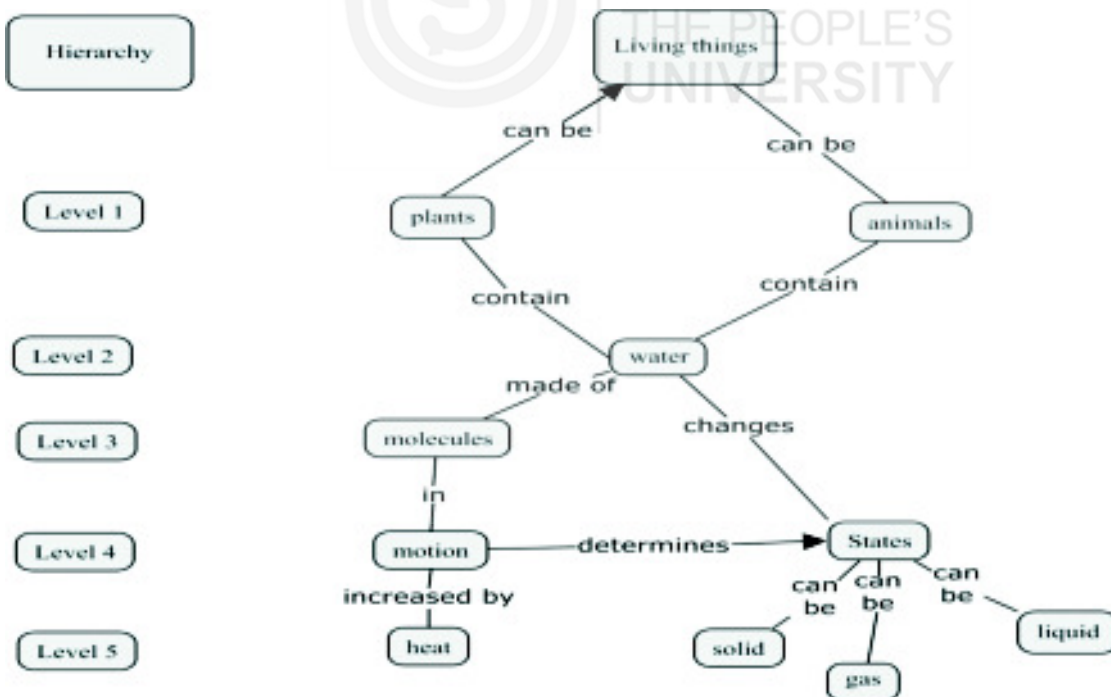 THE PEOPLE'S
UNIVERSITY
Hierarchy
Living things
can be
can be
Level 1
plants
animals
contain
contain
Level 2
water
made of
Level 3
molecules
changes
in
Level 4
motion
determines
States
increased by
can
be
can
be
can
be
Level 5
heat
solid
gas
liquid